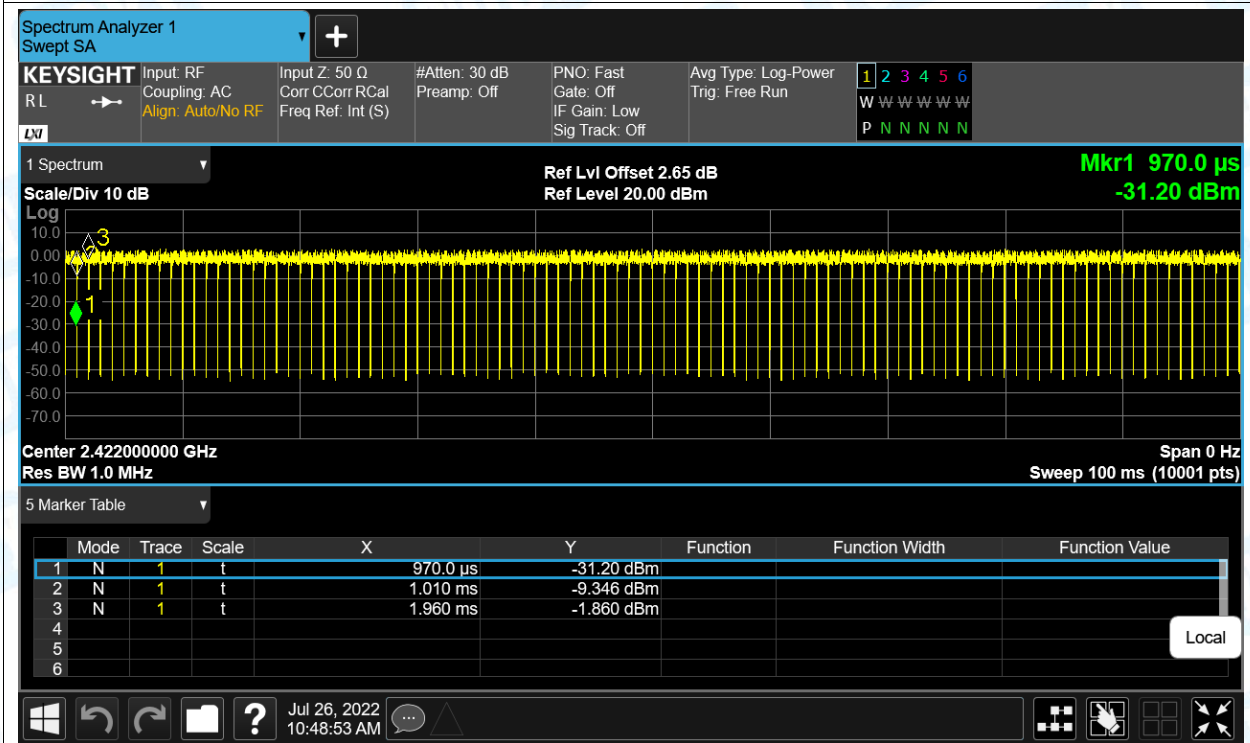 Spectrum Analyzer 1
Swept SA
+
KEYSIGHT
RL
LXI
Input: RF
Coupling: AC
Align: Auto/No RF
Input Z: 50 Ω
Corr CCorr RCal
Freq Ref: Int (S)
#Atten: 30 dB
Preamp: Off
PNO: Fast
Gate: Off
IF Gain: Low
Sig Track: Off
Avg Type: Log-Power
Trig: Free Run
1 2 3 4 5 6
W W W W W W
P N N N N N
1 Spectrum
Scale/Div 10 dB
Ref Lvl Offset 2.65 dB
Ref Level 20.00 dBm
Mkr1 970.0 µs
-31.20 dBm
Log
10.0
0.00
-10.0
-20.0
-30.0
-40.0
-50.0
-60.0
-70.0
3
2
1
Center 2.422000000 GHz
Res BW 1.0 MHz
Span 0 Hz
Sweep 100 ms (10001 pts)
5 Marker Table
Mode Trace Scale X Y Function Function Width Function Value
1 N 1 t 970.0 µs -31.20 dBm
2 N 1 t 1.010 ms -9.346 dBm
3 N 1 t 1.960 ms -1.860 dBm
4
5
6
Local
?
Jul 26, 2022
10:48:53 AM